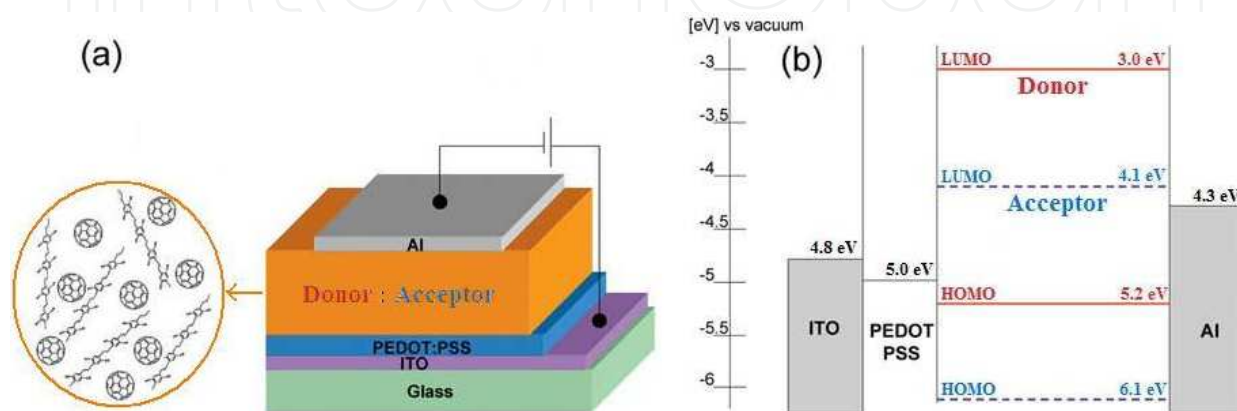 (a)
Al
Donor : Acceptor
PEDOT:PSS
ITO
Glass
[eV] vs vacuum
-3
-3,5
-4
-4.5
-5
-5.5
-6
(b)
LUMO 3.0 eV
Donor
LUMO 4.1 eV
Acceptor
4.3 eV
4.8 eV
5.0 eV
HOMO 5.2 eV
ITO
PEDOT
PSS
Al
HOMO 6.1 eV